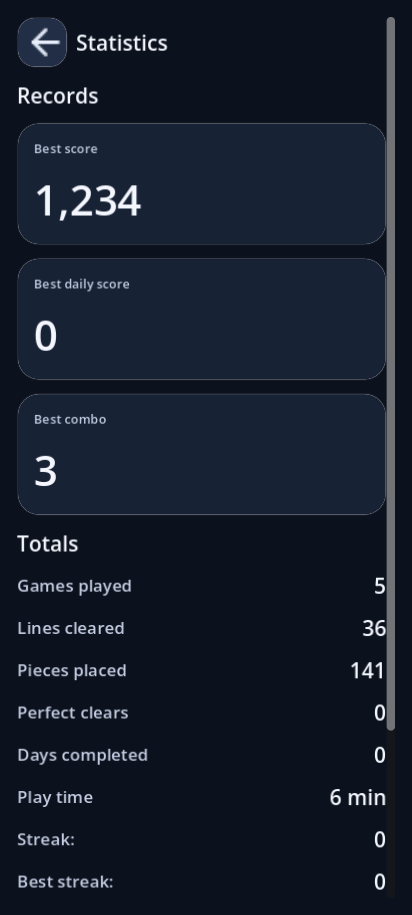 Statistics
Records
Best score
1,234
Best daily score
0
Best combo
3
Totals
Games played 5
Lines cleared 36
Pieces placed 141
Perfect clears 0
Days completed 0
Play time 6 min
Streak: 0
Best streak: 0